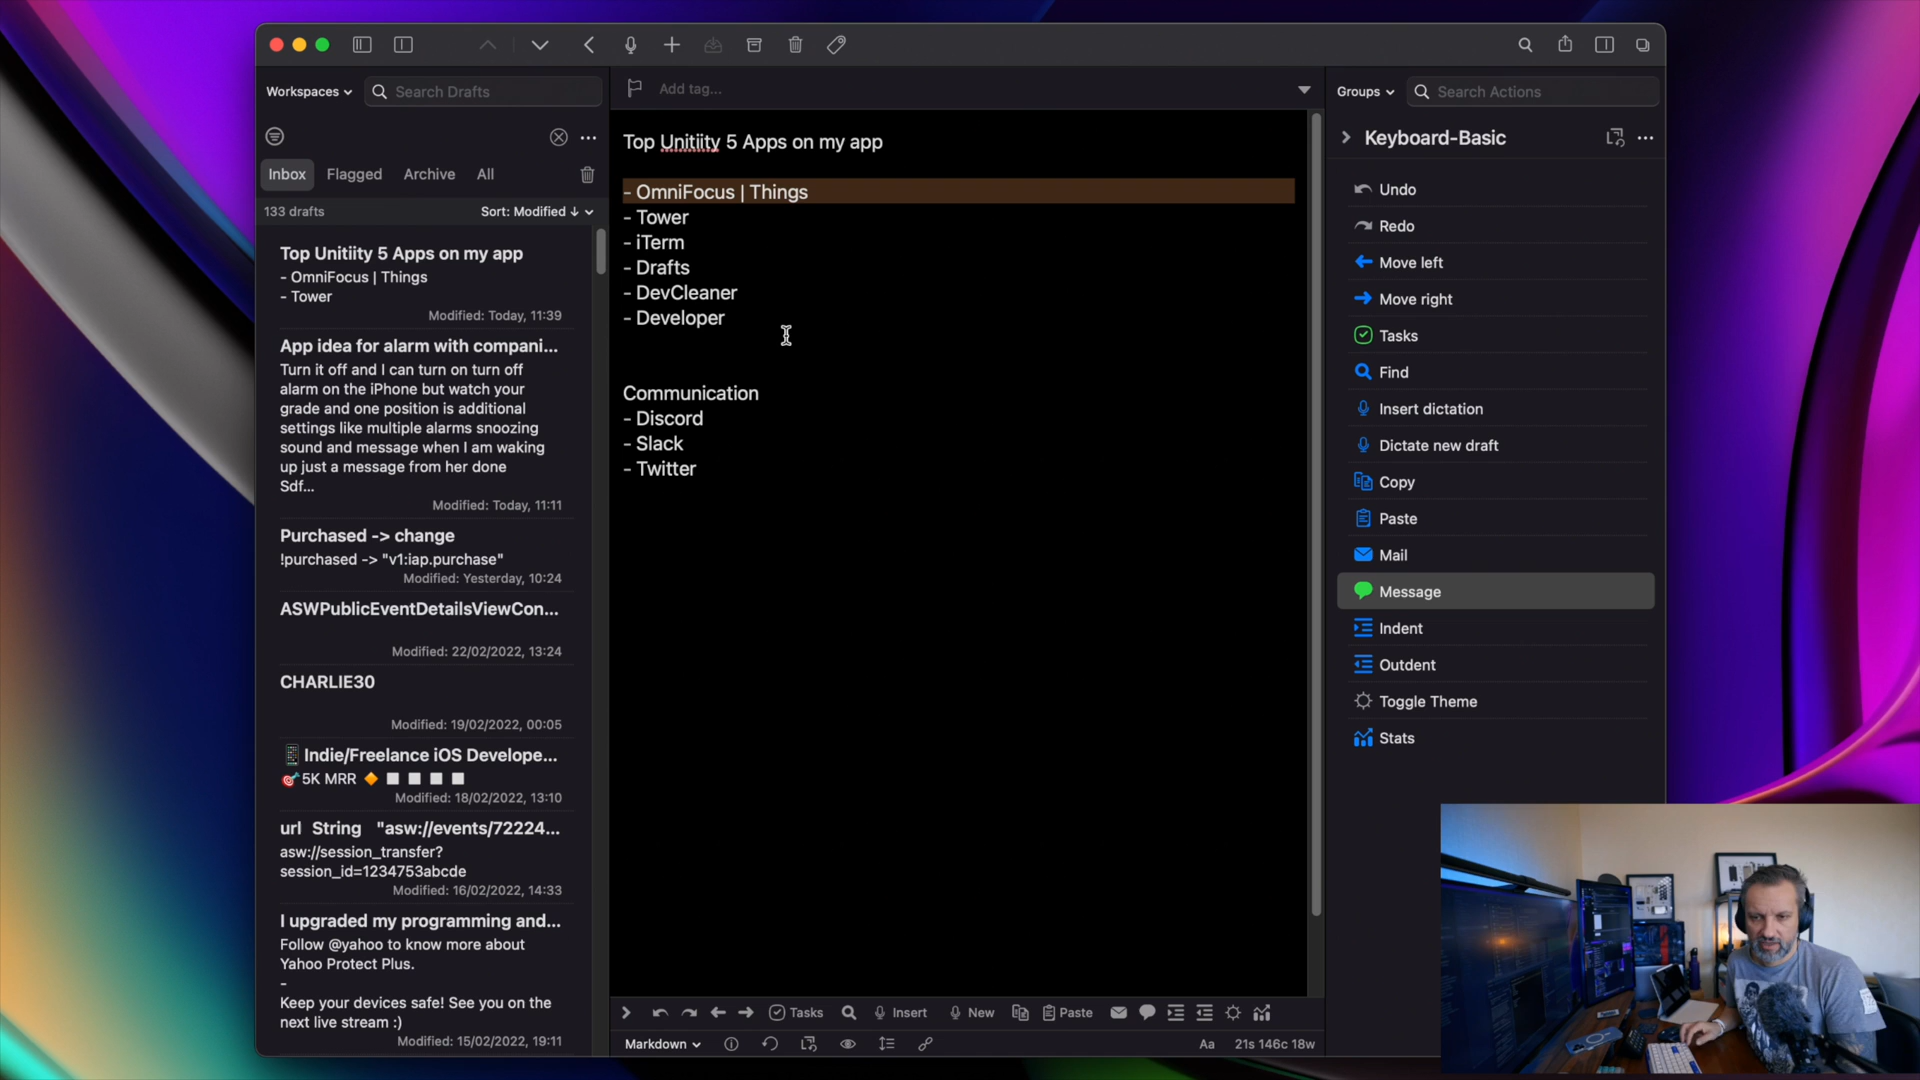 Workspaces
Search Drafts
Inbox
Flagged
Archive
All
133 drafts
Sort: Modified ↓
Top Unitiity 5 Apps on my app
- OmniFocus | Things
- Tower
Modified: Today, 11:39
App idea for alarm with compani...
Turn it off and I can turn on turn off
alarm on the iPhone but watch your
grade and one position is additional
settings like multiple alarms snoozing
sound and message when I am waking
up just a message from her done
Sdf...
Modified: Today, 11:11
Purchased -> change
!purchased -> "v1:iap.purchase"
Modified: Yesterday, 10:24
ASWPublicEventDetailsViewCon...
Modified: 22/02/2022, 13:24
CHARLIE30
Modified: 19/02/2022, 00:05
📱 Indie/Freelance iOS Develope...
🎯 5K MRR 🔶 ◻️ ◻️ ◻️ ◻️
Modified: 18/02/2022, 13:10
url String "asw://events/72224...
asw://session_transfer?
session_id=1234753abcde
Modified: 16/02/2022, 14:33
I upgraded my programming and...
Follow @yahoo to know more about
Yahoo Protect Plus.
-
Keep your devices safe! See you on the
next live stream :)
Modified: 15/02/2022, 19:11
Add tag...
Top Unitiity 5 Apps on my app
- OmniFocus | Things
- Tower
- iTerm
- Drafts
- DevCleaner
- Developer
Communication
- Discord
- Slack
- Twitter
Tasks
Insert
New
Paste
Markdown
Aa
21s 146c 18w
Groups
Search Actions
Keyboard-Basic
Undo
Redo
Move left
Move right
Tasks
Find
Insert dictation
Dictate new draft
Copy
Paste
Mail
Message
Indent
Outdent
Toggle Theme
Stats